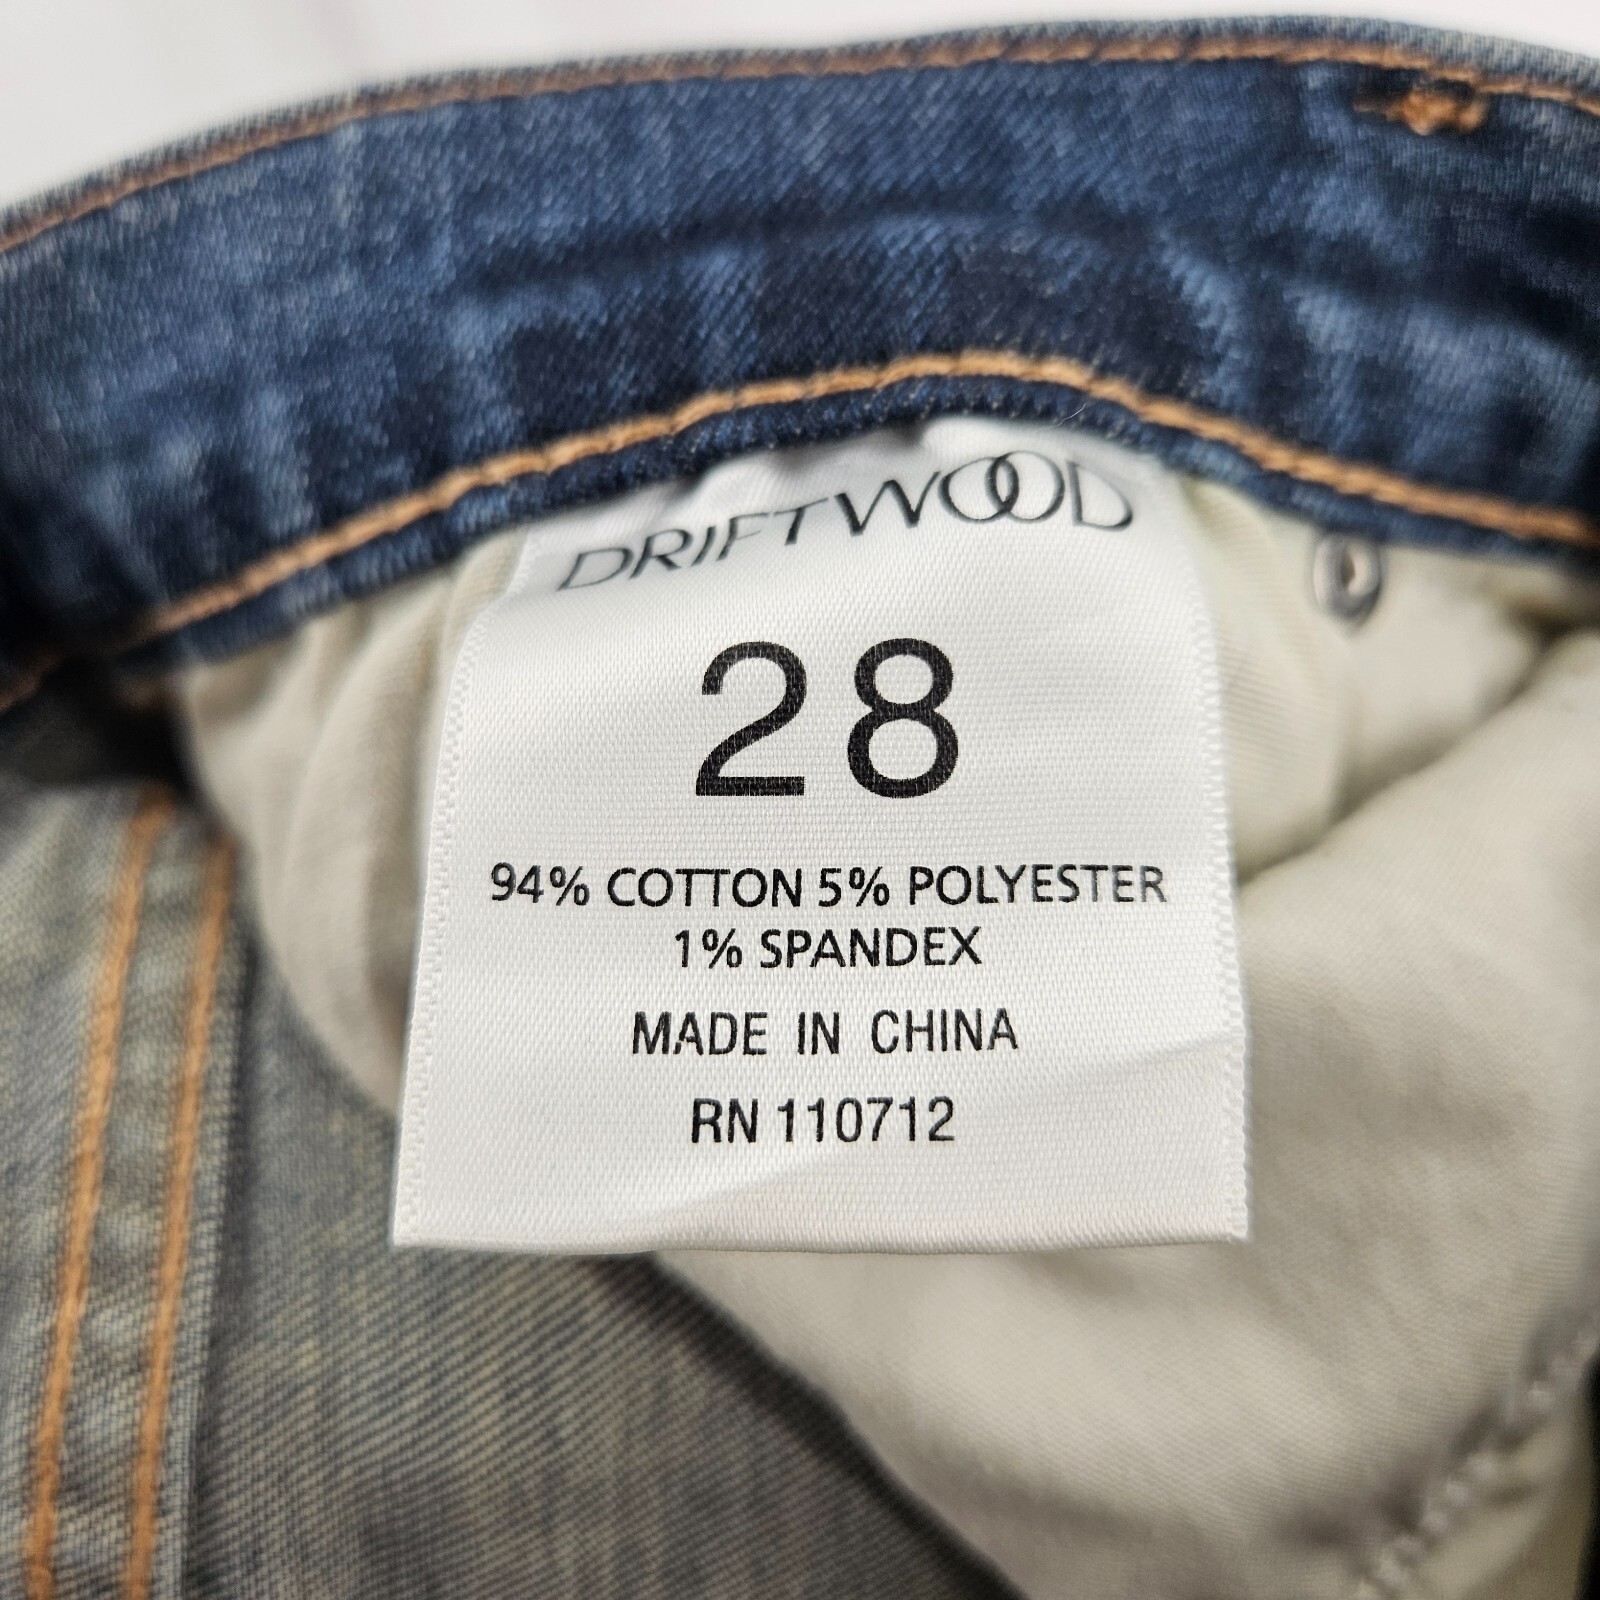 DRIFTWOOD
28
94% COTTON 5% POLYESTER
1% SPANDEX
MADE IN CHINA
RN 110712